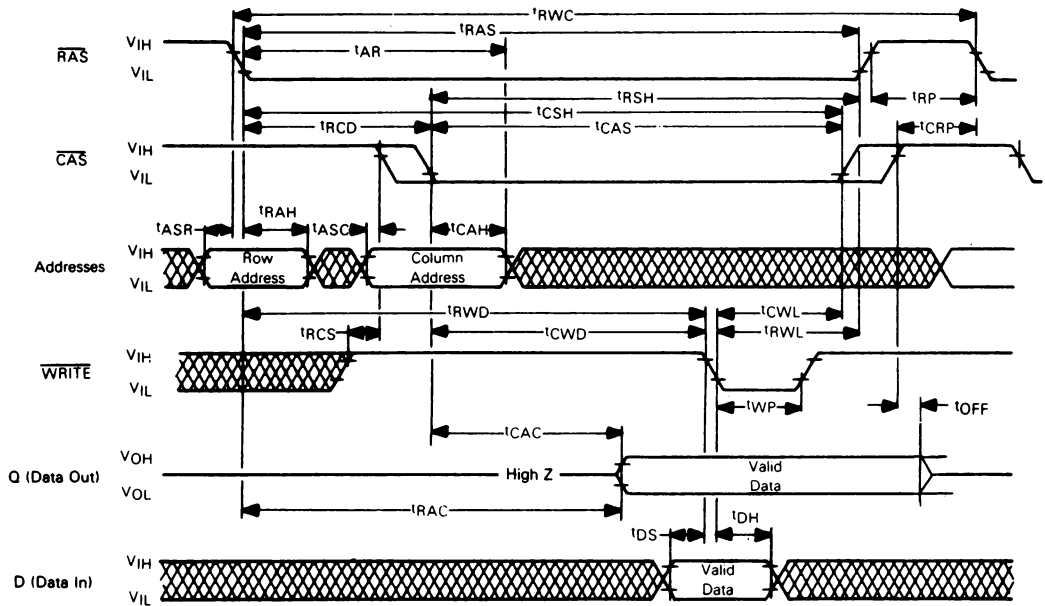 tRWC
tRAS
tAR
RAS
VIH
VIL
tRSH
tRP
tCSH
tRCD
tCAS
tCRP
CAS
VIH
VIL
tASR
tRAH
tASC
tCAH
Addresses
VIH
VIL
Row
Address
Column
Address
tRWD
tCWL
tRCS
tCWD
tRWL
WRITE
VIH
VIL
tWP
tOFF
tCAC
Q (Data Out)
VOH
VOL
High Z
Valid
Data
tRAC
tDS
tDH
D (Data In)
VIH
VIL
Valid
Data